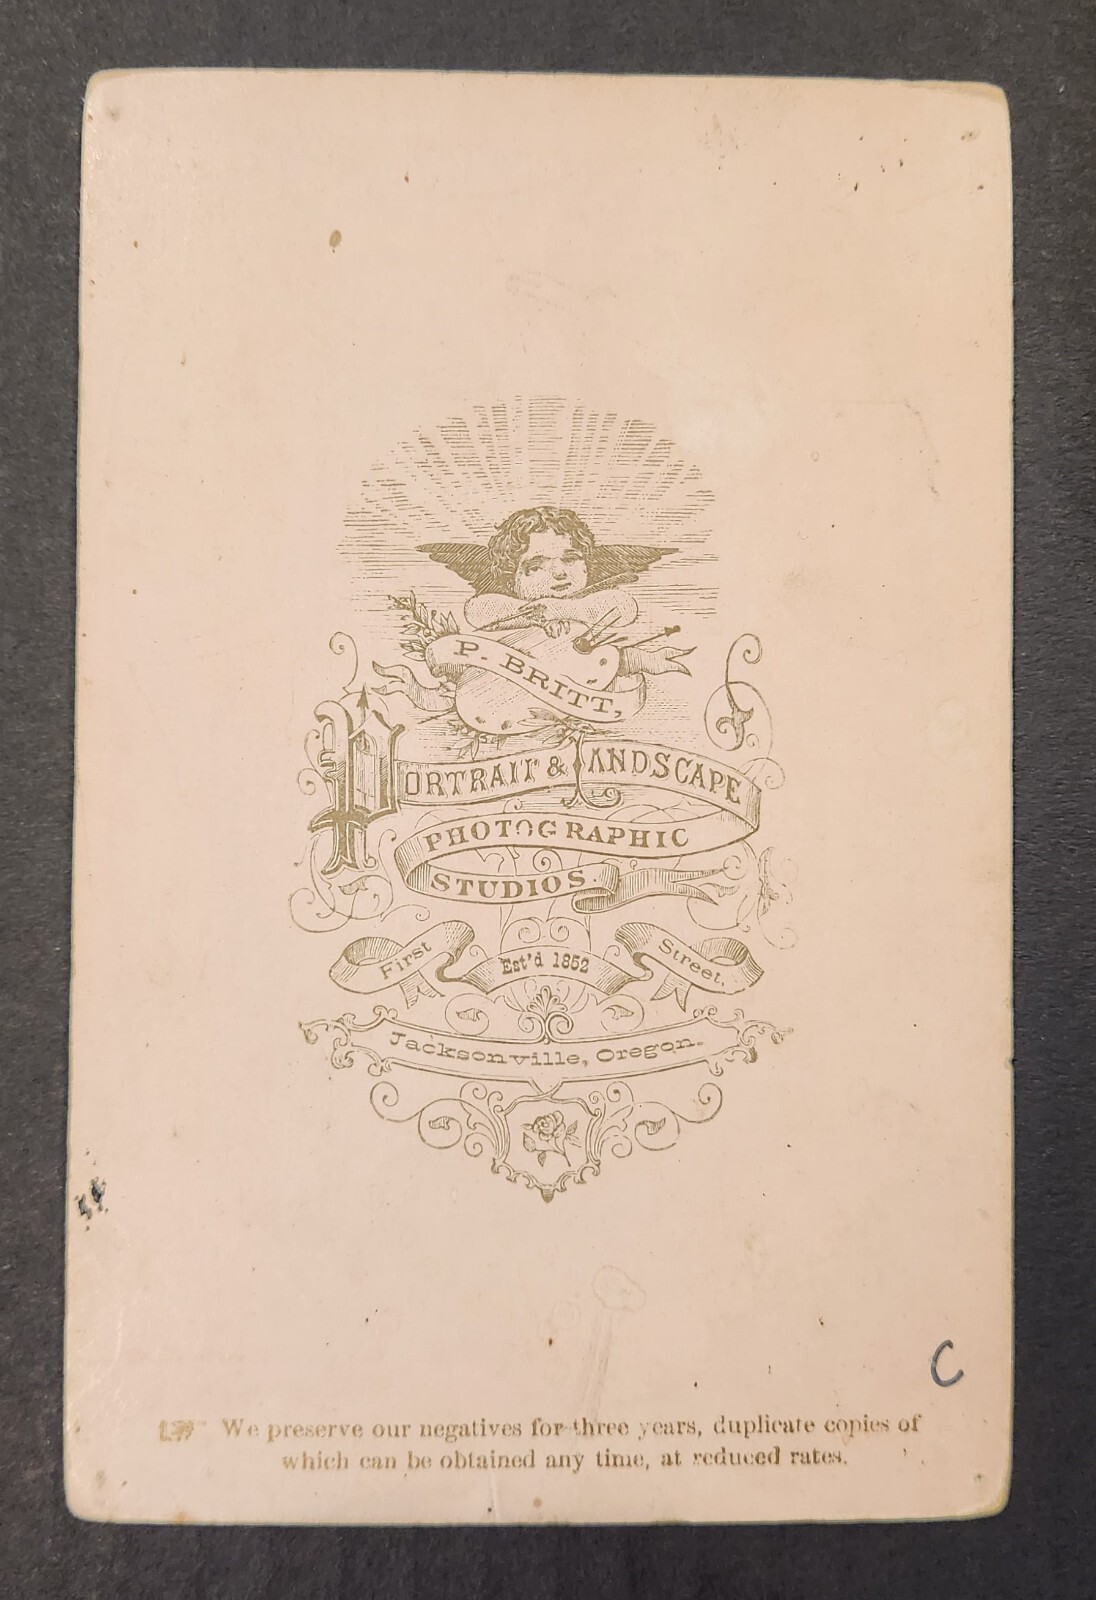 P. BRITT,
PORTRAIT & LANDSCAPE
PHOTOGRAPHIC
STUDIOS.
First Est'd 1852 Street,
Jacksonville, Oregon.
C
We preserve our negatives for three years, duplicate copies of
which can be obtained any time, at reduced rates.